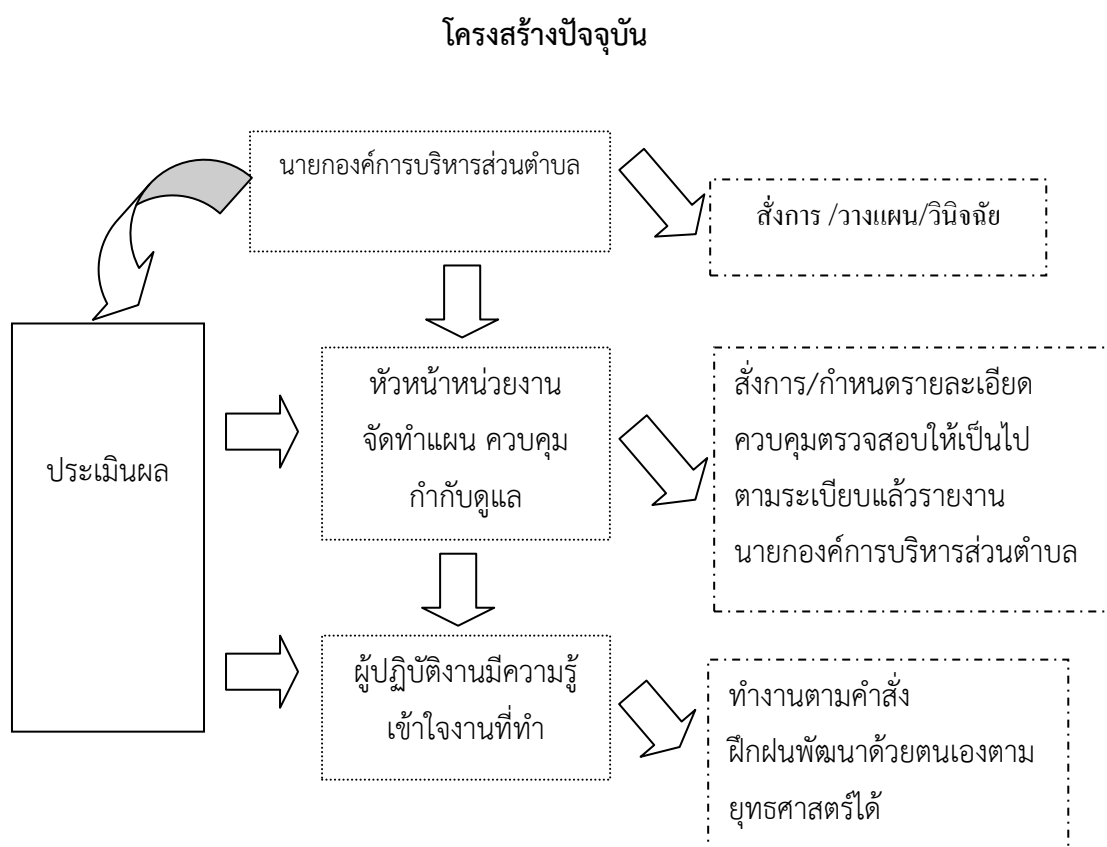 โครงสร้างปัจจุบัน
นายกองค์การบริหารส่วนตำบล
สั่งการ /วางแผน/วินิจฉัย
หัวหน้าหน่วยงาน
จัดทำแผน ควบคุม
กำกับดูแล
สั่งการ/กำหนดรายละเอียด
ควบคุมตรวจสอบให้เป็นไป
ตามระเบียบแล้วรายงาน
นายกองค์การบริหารส่วนตำบล
ประเมินผล
ผู้ปฏิบัติงานมีความรู้
เข้าใจงานที่ทำ
ทำงานตามคำสั่ง
ฝึกฝนพัฒนาด้วยตนเองตาม
ยุทธศาสตร์ได้